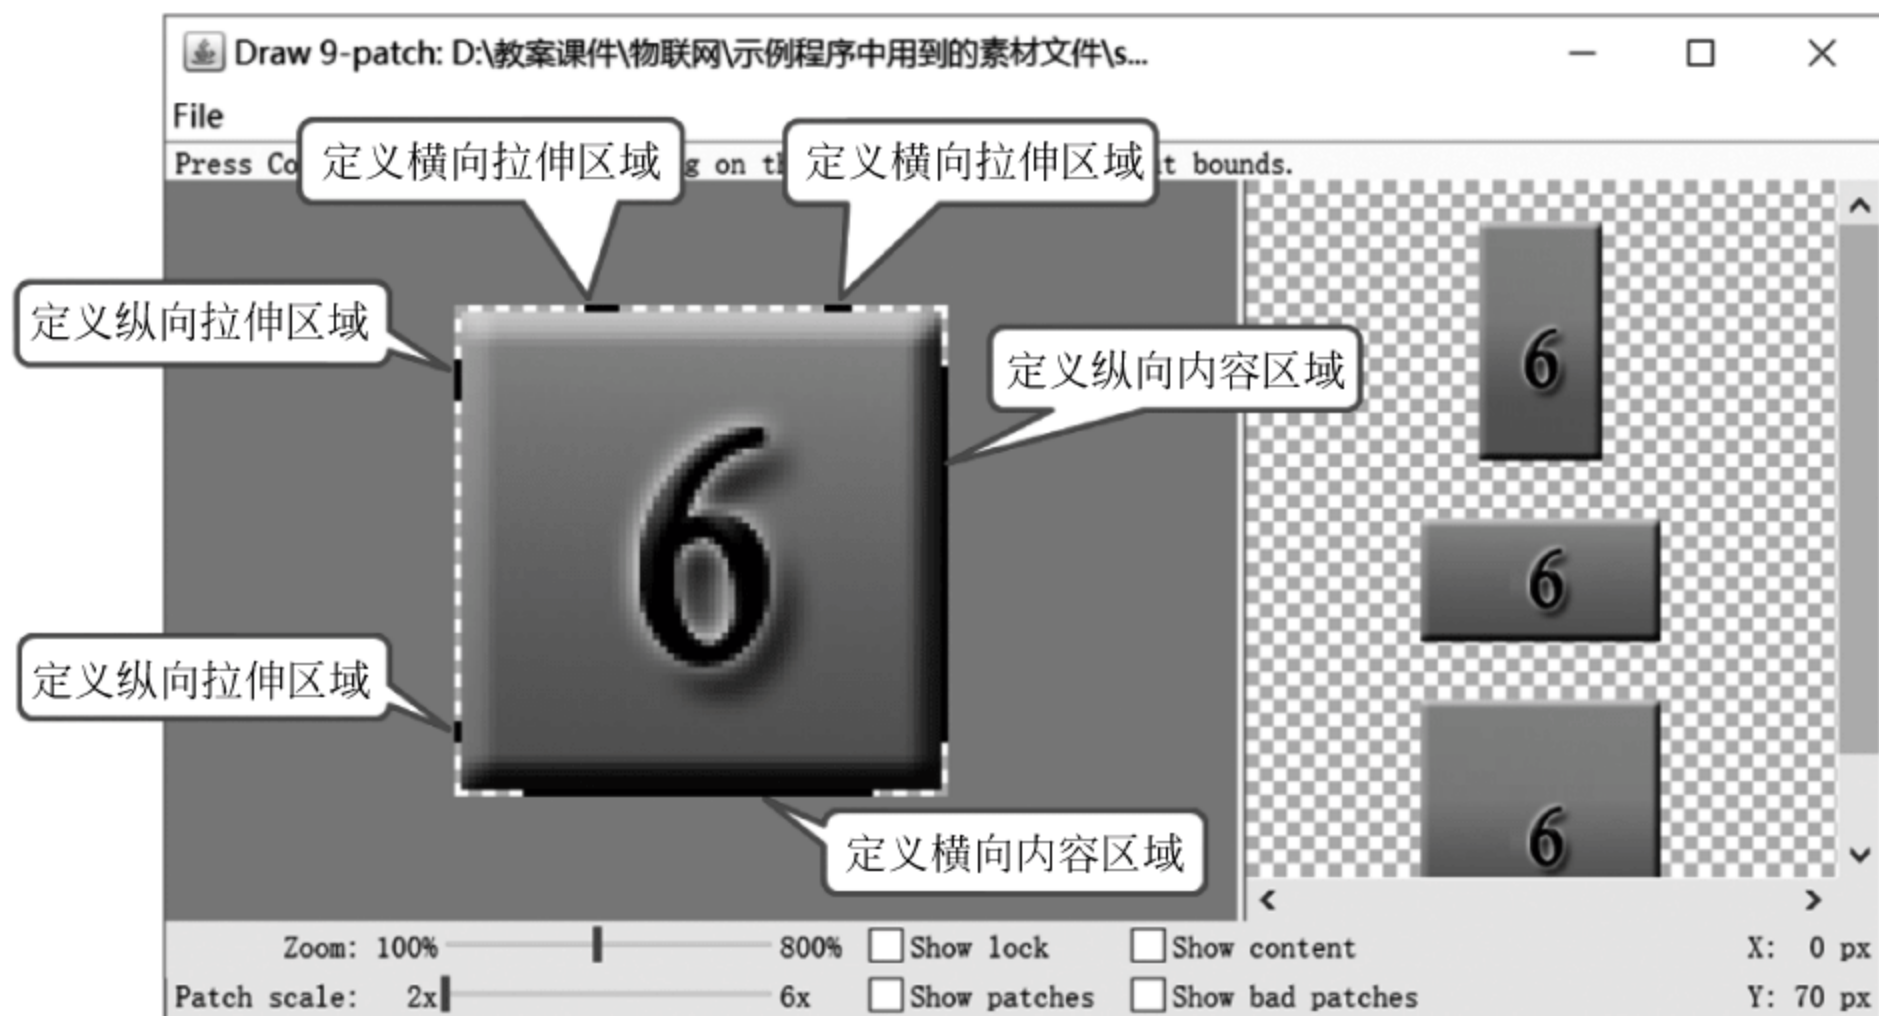 Draw 9-patch: D:\教案课件\物联网\示例程序中用到的素材文件\s...
File
定义横向拉伸区域
定义横向拉伸区域
Press Co g on th t bounds.
定义纵向拉伸区域
定义纵向内容区域
6
6
6
6
定义纵向拉伸区域
定义横向内容区域
Zoom: 100% 800% Show lock Show content X: 0 px
Patch scale: 2x 6x Show patches Show bad patches Y: 70 px